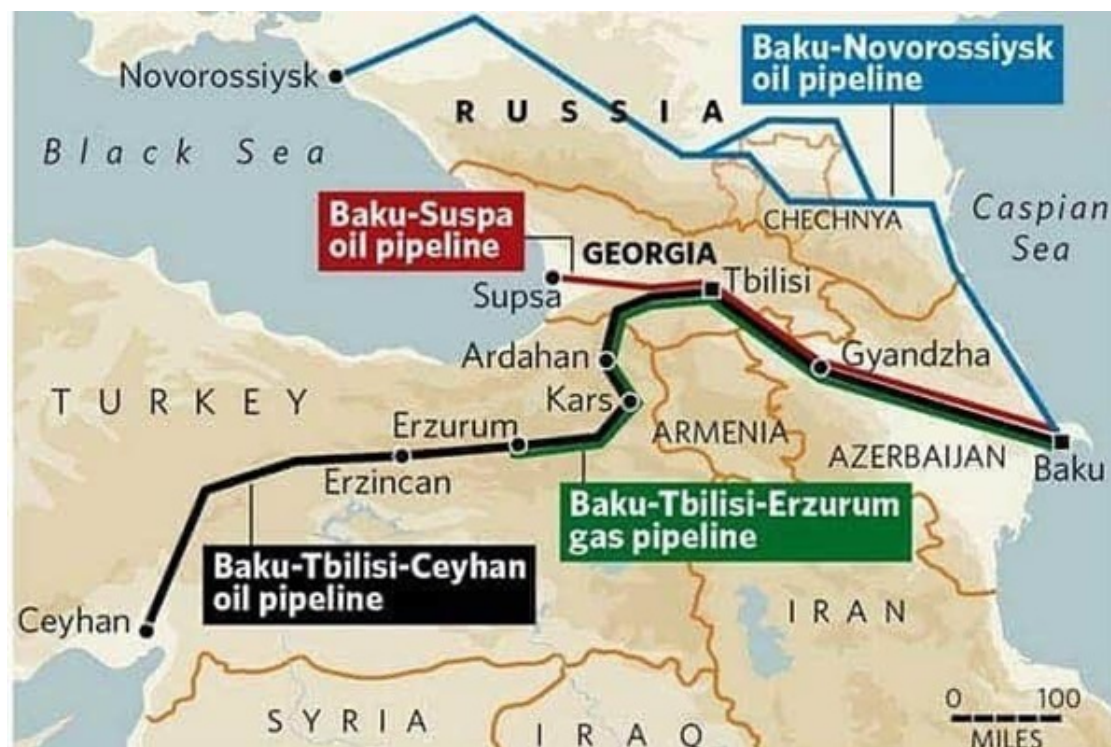 Baku-Novorossiysk
oil pipeline
Novorossiysk
RUSSIA
Black Sea
CHECHNYA
Caspian
Sea
Baku-Suspa
oil pipeline
GEORGIA
Tbilisi
Supsa
Ardahan
Gyandzha
TURKEY
Kars
Erzurum
ARMENIA
AZERBAIJAN
Baku
Erzincan
Baku-Tbilisi-Erzurum
gas pipeline
Baku-Tbilisi-Ceyhan
oil pipeline
Ceyhan
IRAN
SYRIA
IRAQ
0 100
MILES